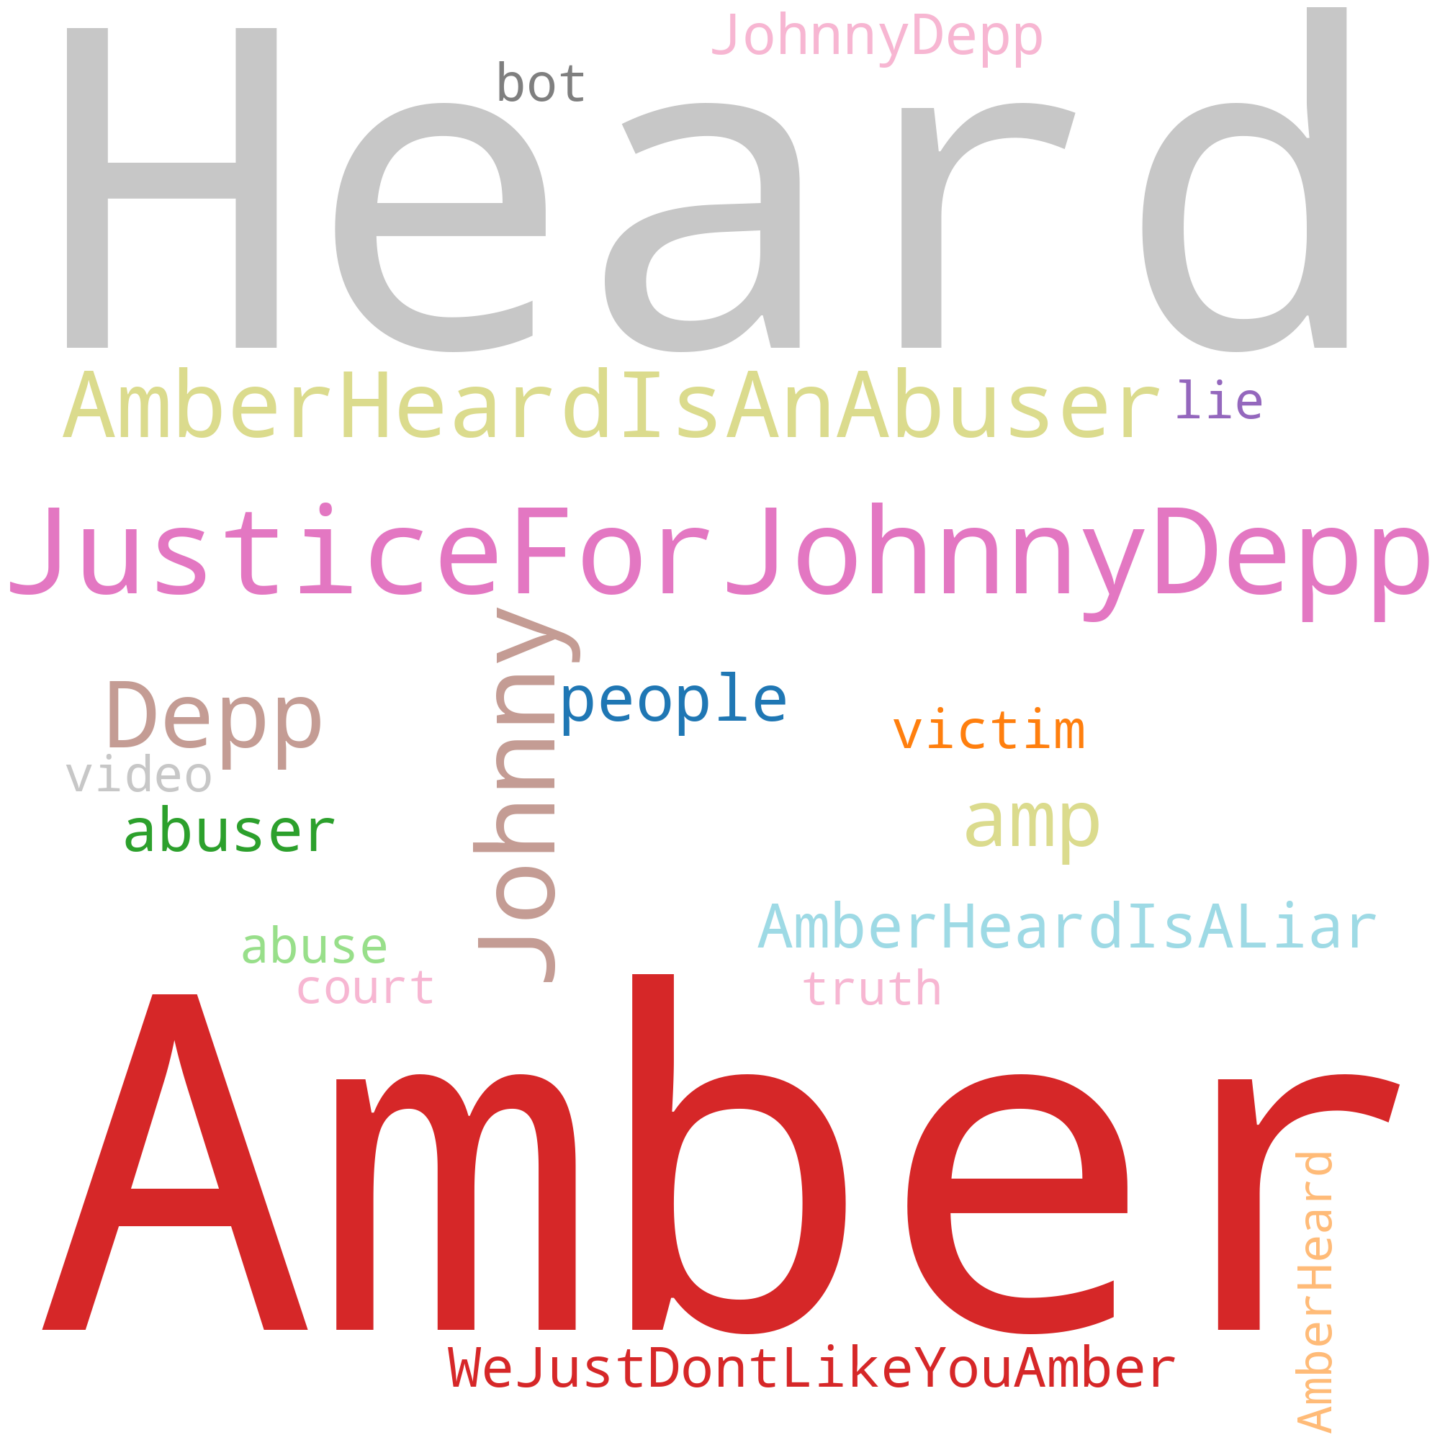 JohnnyDepp
bot
Heard
AmberHeardIsAnAbuser
lie
JusticeForJohnnyDepp
Johnny
Depp
people
victim
video
abuser
amp
AmberHeardIsALiar
abuse
court
truth
Amber
AmberHeard
WeJustDontLikeYouAmber